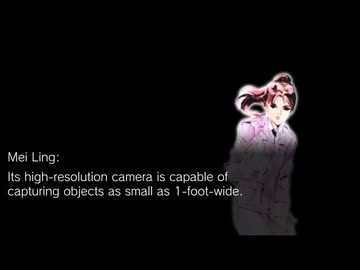 Mei Ling:
Its high-resolution camera is capable of
capturing objects as small as 1-foot-wide.